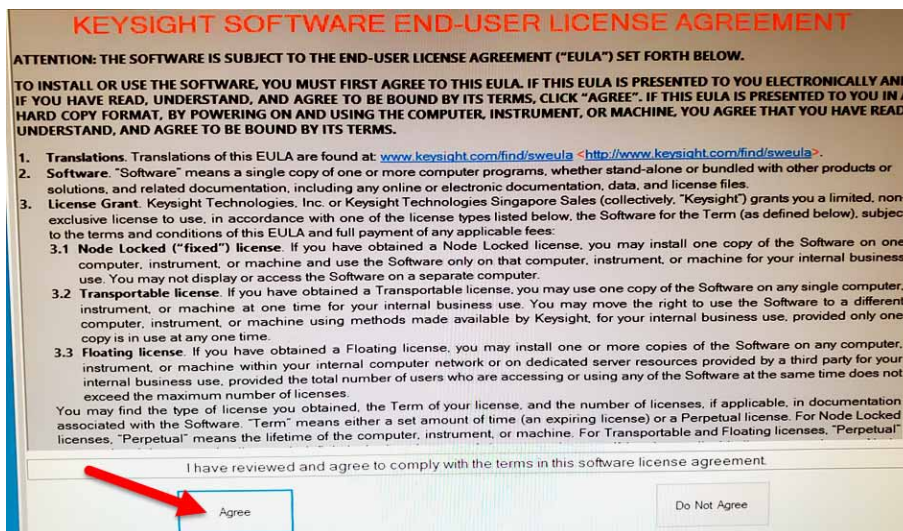 KEYSIGHT SOFTWARE END-USER LICENSE AGREEMENT
ATTENTION: THE SOFTWARE IS SUBJECT TO THE END-USER LICENSE AGREEMENT ("EULA") SET FORTH BELOW.
TO INSTALL OR USE THE SOFTWARE, YOU MUST FIRST AGREE TO THIS EULA. IF THIS EULA IS PRESENTED TO YOU ELECTRONICALLY AN
IF YOU HAVE READ, UNDERSTAND, AND AGREE TO BE BOUND BY ITS TERMS, CLICK "AGREE". IF THIS EULA IS PRESENTED TO YOU IN
HARD COPY FORMAT, BY POWERING ON AND USING THE COMPUTER, INSTRUMENT, OR MACHINE, YOU AGREE THAT YOU HAVE READ
UNDERSTAND, AND AGREE TO BE BOUND BY ITS TERMS.
1. Translations. Translations of this EULA are found at: www.keysight.com/find/sweula <http://www.keysight.com/find/sweula>.
2. Software. "Software" means a single copy of one or more computer programs, whether stand-alone or bundled with other products or
solutions, and related documentation, including any online or electronic documentation, data, and license files.
3. License Grant. Keysight Technologies, Inc. or Keysight Technologies Singapore Sales (collectively, "Keysight") grants you a limited, non-
exclusive license to use, in accordance with one of the license types listed below, the Software for the Term (as defined below), subjec
to the terms and conditions of this EULA and full payment of any applicable fees:
3.1 Node Locked ("fixed") license. If you have obtained a Node Locked license, you may install one copy of the Software on one
computer, instrument, or machine and use the Software only on that computer, instrument, or machine for your internal business
use. You may not display or access the Software on a separate computer.
3.2 Transportable license. If you have obtained a Transportable license, you may use one copy of the Software on any single computer,
instrument, or machine at one time for your internal business use. You may move the right to use the Software to a different
computer, instrument, or machine using methods made available by Keysight, for your internal business use, provided only one
copy is in use at any one time.
3.3 Floating license. If you have obtained a Floating license, you may install one or more copies of the Software on any computer,
instrument, or machine within your internal computer network or on dedicated server resources provided by a third party for your
internal business use, provided the total number of users who are accessing or using any of the Software at the same time does not
exceed the maximum number of licenses.
You may find the type of license you obtained, the Term of your license, and the number of licenses, if applicable, in documentation
associated with the Software. "Term" means either a set amount of time (an expiring license) or a Perpetual license. For Node Locked
licenses, "Perpetual" means the lifetime of the computer, instrument, or machine. For Transportable and Floating licenses, "Perpetual"
I have reviewed and agree to comply with the terms in this software license agreement.
Agree
Do Not Agree